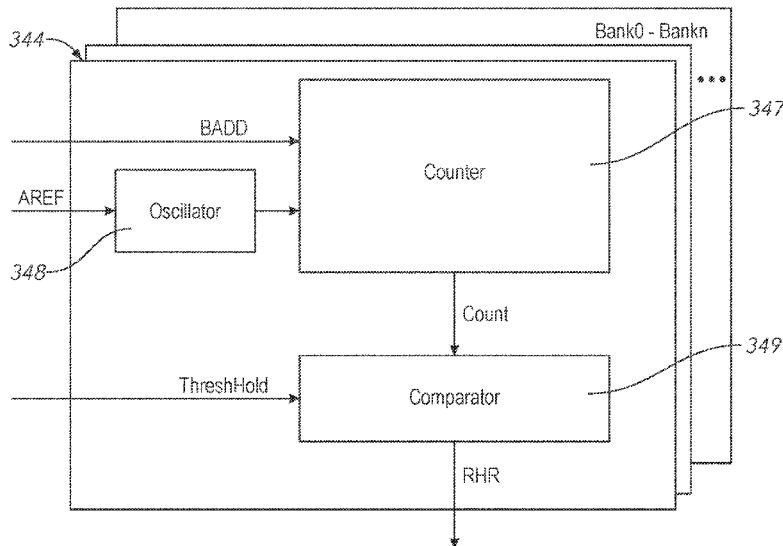 344
Bank0 - Bankn
...
BADD
347
Counter
AREF
Oscillator
348
Count
349
ThreshHold
Comparator
RHR